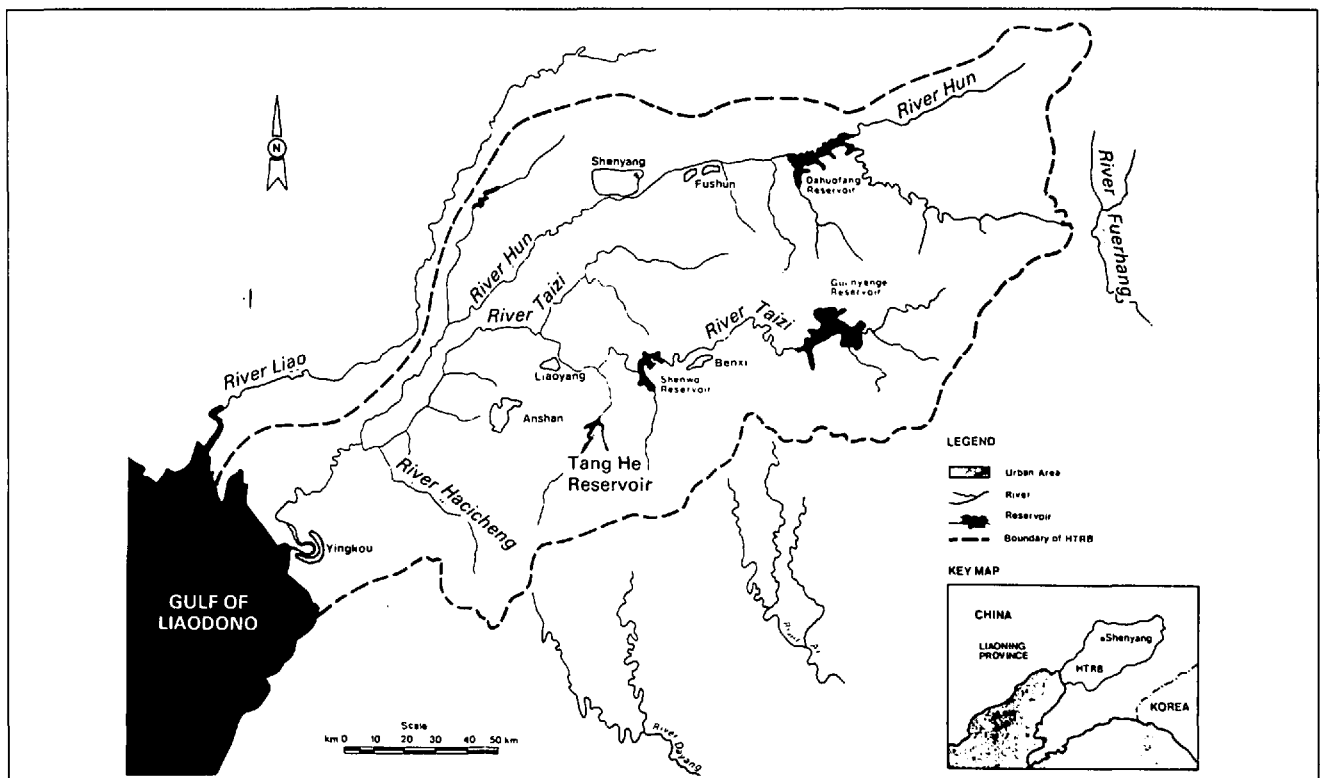 N
River Hun
Shenyang
Fushun
Dahuofang
Reservoir
River
Fuerhang
River Hun
River Taizi
River Taizi
Reservoir
River Liao
Liaoyang
Benxi
Shenwo
Reservoir
Anshan
Tang He
Reservoir
River Hacicheng
Yingkou
GULF OF
LIAODONO
River
River Dayang
Scale
km 0 10 20 30 40 50 km
LEGEND
Urban Area
River
Reservoir
Boundary of HTRB
KEY MAP
CHINA
LIAONING
PROVINCE
Shenyang
HTRB
KOREA